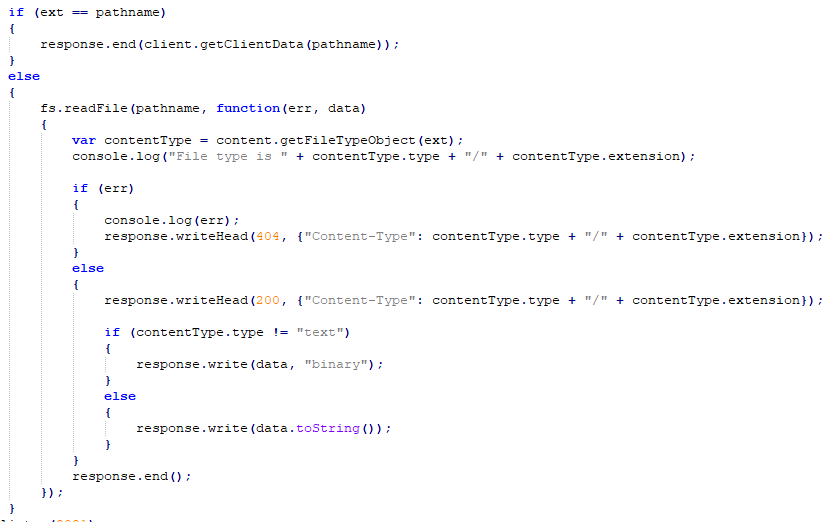 if (ext == pathname)
{
response.end(client.getClientData(pathname));
}
else
{
fs.readFile(pathname, function(err, data)
{
var contentType = content.getFileTypeObject(ext);
console.log("File type is " + contentType.type + "/" + contentType.extension);
if (err)
{
console.log(err);
response.writeHead(404, {"Content-Type": contentType.type + "/" + contentType.extension});
}
else
{
response.writeHead(200, {"Content-Type": contentType.type + "/" + contentType.extension});
if (contentType.type != "text")
{
response.write(data, "binary");
}
else
{
response.write(data.toString());
}
}
response.end();
});
}